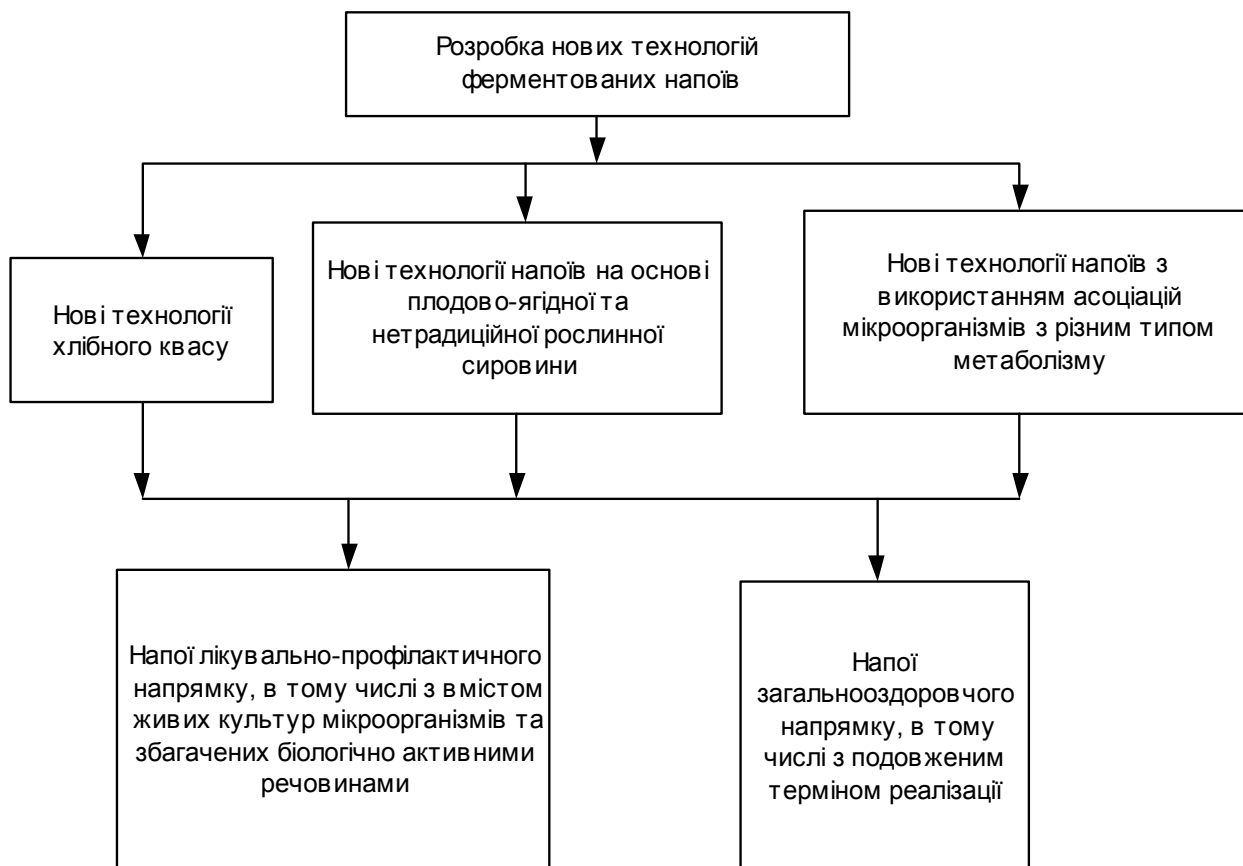 Розробка нових технологій
ферментованих напоїв
Нові технології
хлібного квасу
Нові технології напоїв на основі
плодово-ягідної та
нетрадиційної рослинної
сировини
Нові технології напоїв з
використанням асоціацій
мікроорганізмів з різним типом
метаболізму
Напої лікувально-профілактичного
напрямку, в тому числі з вмістом
живих культур мікроорганізмів та
збагачених біологічно активними
речовинами
Напої
загальнооздоровчого
напрямку, в тому
числі з подовженим
терміном реалізації